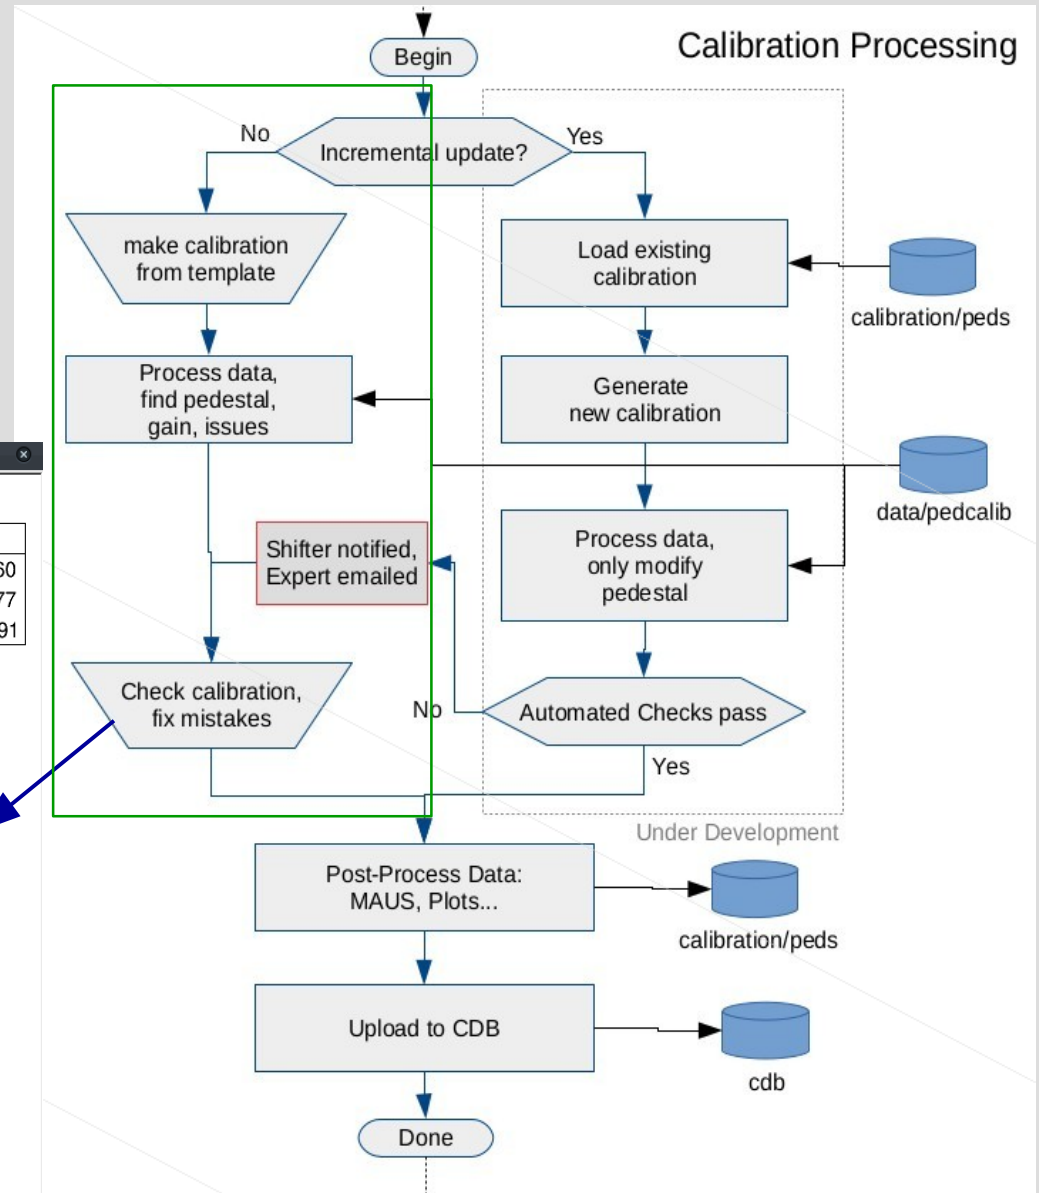 Calibration Processing
Begin
No
Yes
Incremental update?
make calibration
from template
Load existing
calibration
calibration/peds
Process data,
find pedestal,
gain, issues
Generate
new calibration
data/pedcalib
60
77
91
Shifter notified,
Expert emailed
Process data,
only modify
pedestal
Check calibration,
fix mistakes
No
Automated Checks pass
Yes
Under Development
Post-Process Data:
MAUS, Plots...
calibration/peds
Upload to CDB
cdb
Done